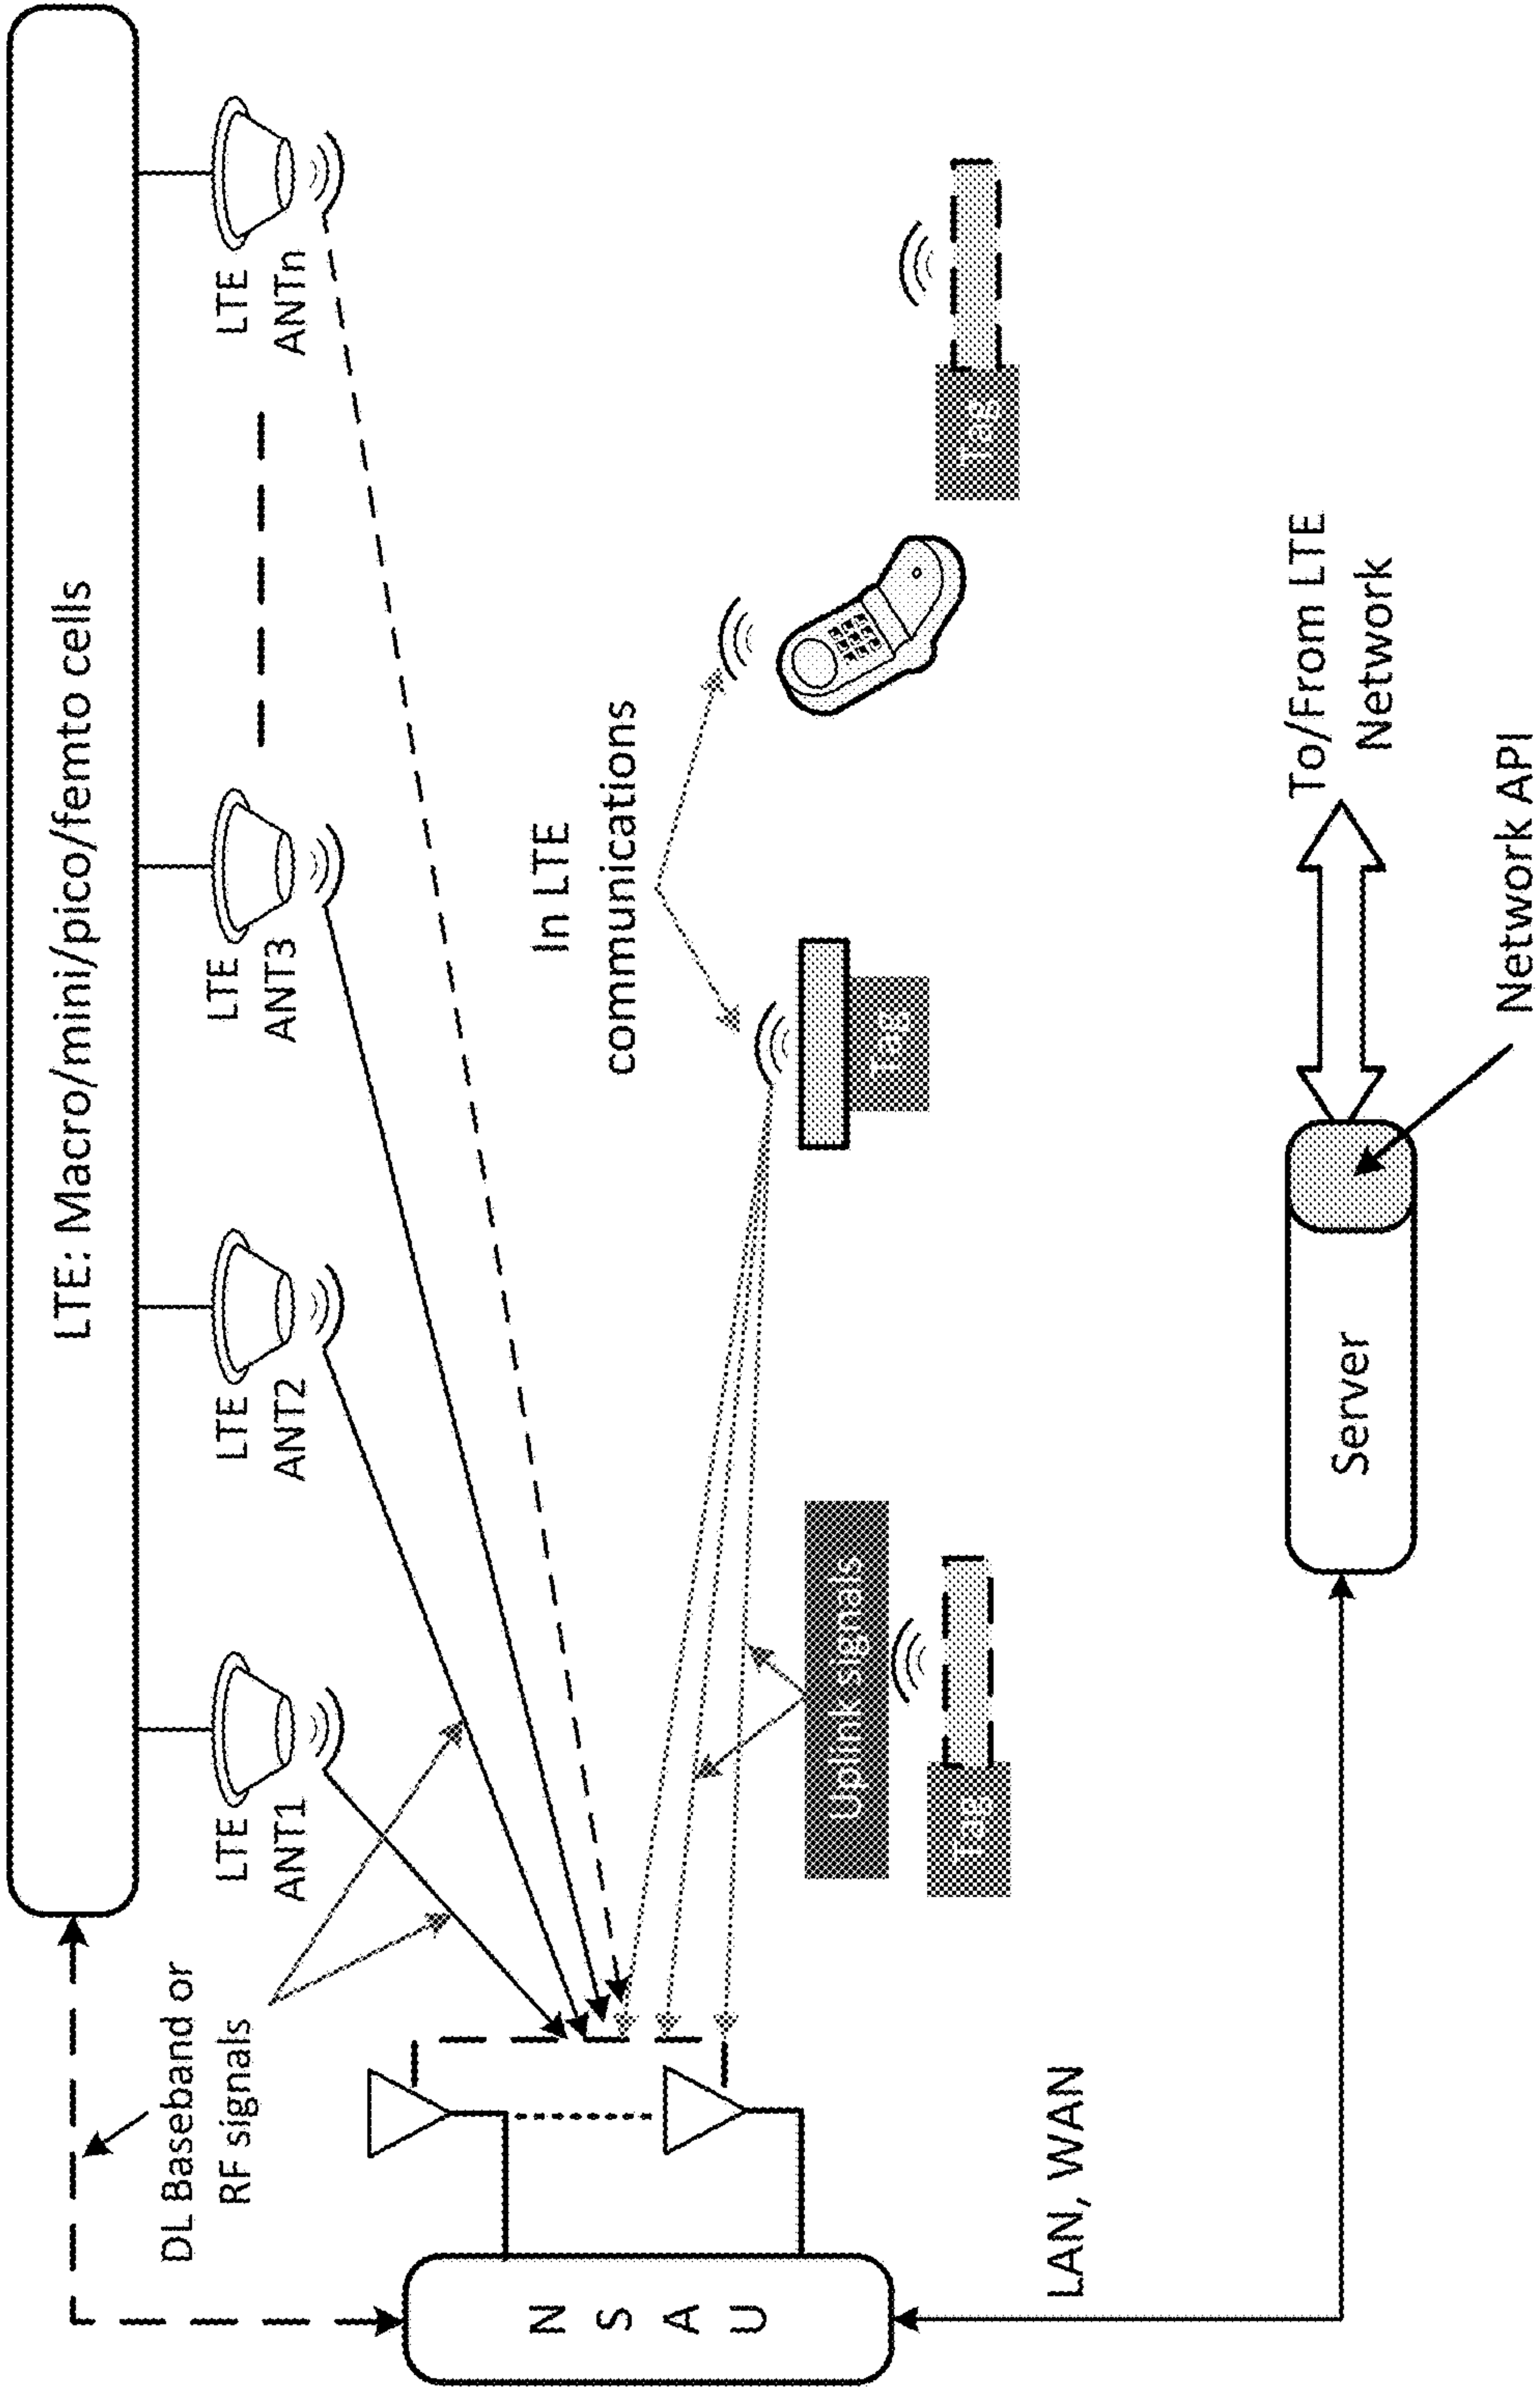 LTE: Macro/mini/pico/femto cells
DL Baseband or
RF signals
LTE
ANT1
LTE
ANT2
LTE
ANT3
LTE
ANTn
In LTE
communications
N
S
A
U
Uplink signals
Tag
Tag
Tag
LAN, WAN
Server
To/From LTE
Network
Network API